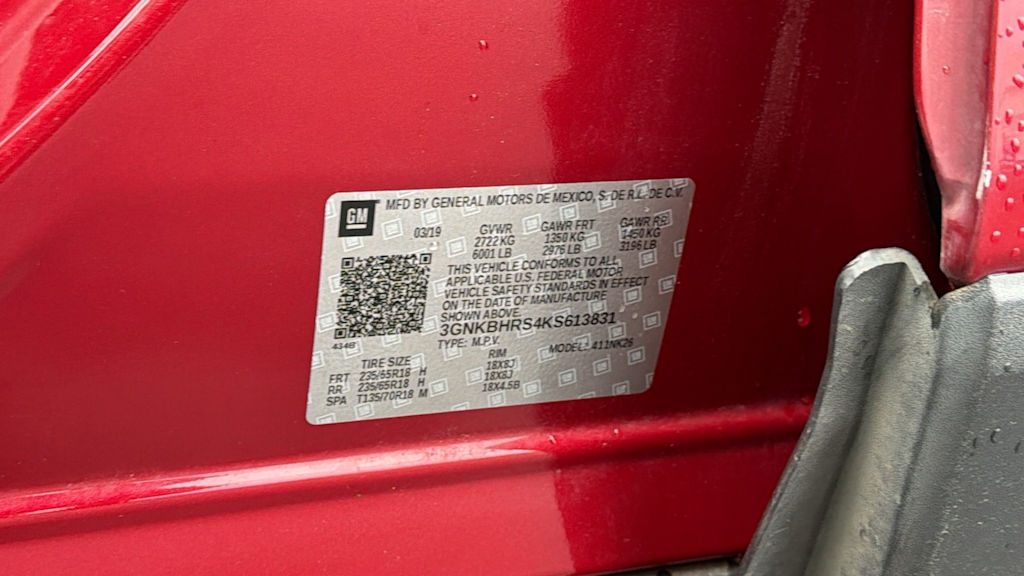 GM
MFD BY GENERAL MOTORS DE MEXICO, S. DE R.L. DE C.V.
03/19 GVWR GAWR FRT GAWR RR
2722 KG 1350 KG 1450 KG
6001 LB 2976 LB 3196 LB
THIS VEHICLE CONFORMS TO ALL
APPLICABLE U.S. FEDERAL MOTOR
VEHICLE SAFETY STANDARDS IN EFFECT
ON THE DATE OF MANUFACTURE
SHOWN ABOVE.
3GNKBHRS4KS613831
434B TYPE: M.P.V. MODEL: 411NK26
TIRE SIZE RIM
FRT 235/65R18 H 18X8J
RR 235/65R18 H 18X8J
SPA T135/70R18 M 18X4.5B